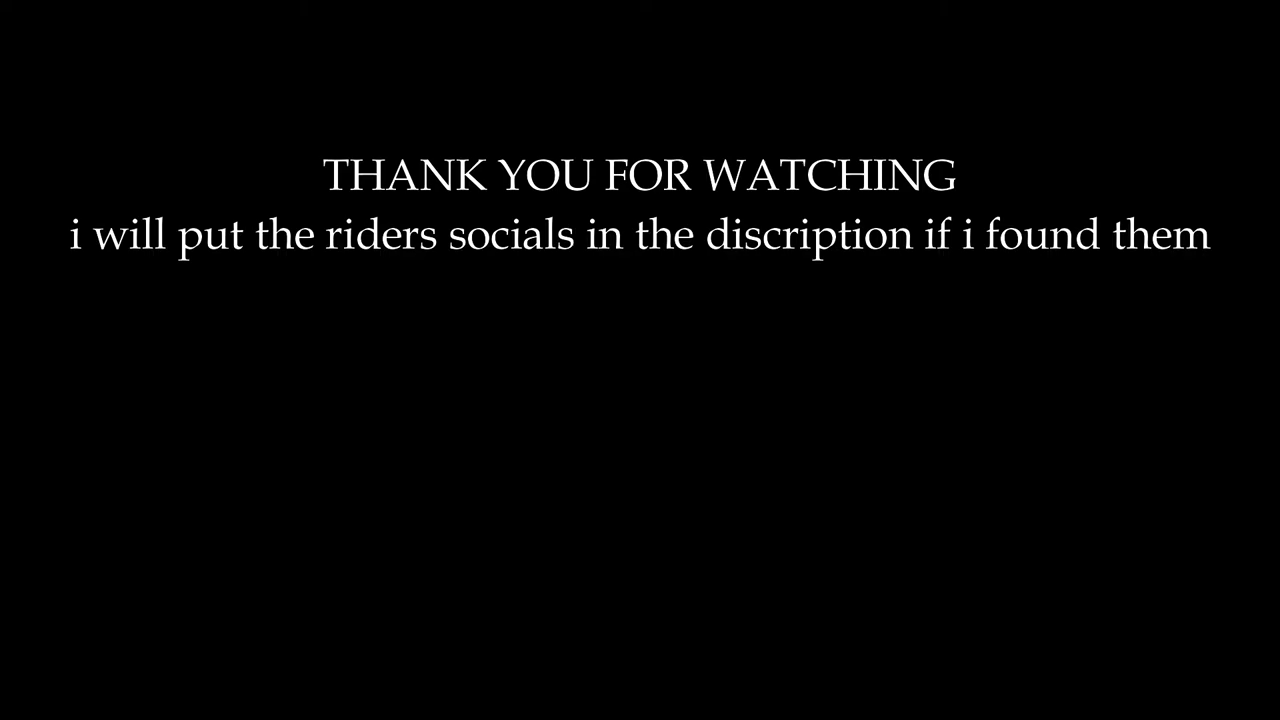 THANK YOU FOR WATCHING
i will put the riders socials in the discription if i found them